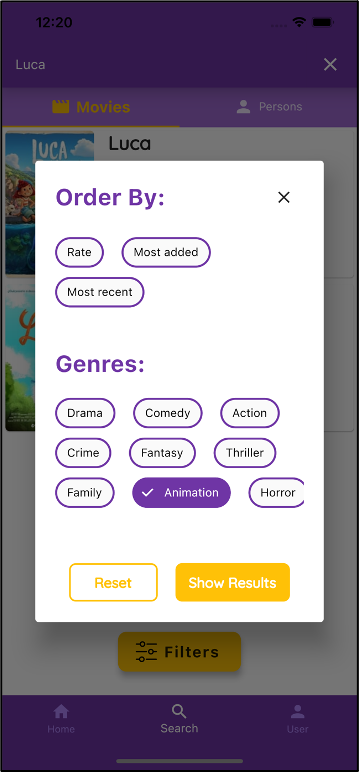 12:20
Luca
Movies
Persons
LUCA
Luca
Order By:
Rate
Most added
Most recent
Genres:
Drama
Comedy
Action
Crime
Fantasy
Thriller
Family
Animation
Horror
Reset
Show Results
Filters
Home
Search
User